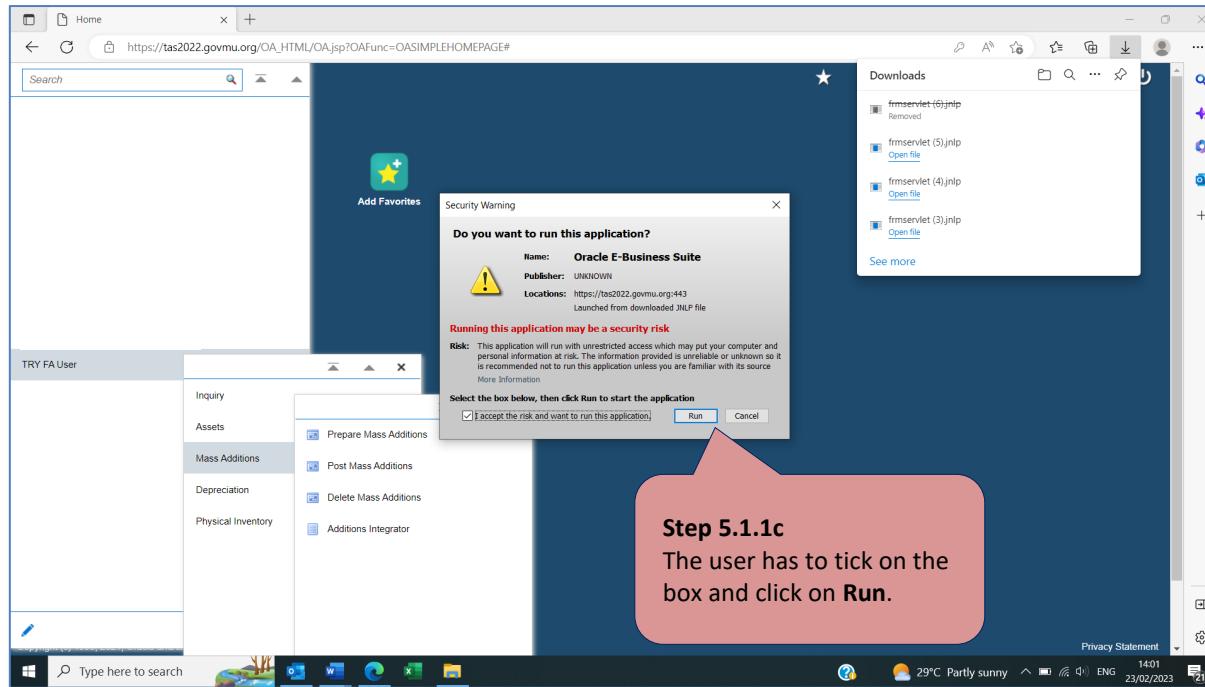 Home
https://tas2022.govmu.org/OA_HTML/OA.jsp?OAFunc=OASIMPLEHOMEPAGE#
Search
Downloads
frmservlet (6).jnlp
Removed
frmservlet (5).jnlp
Open file
frmservlet (4).jnlp
Open file
frmservlet (3).jnlp
Open file
See more
Add Favorites
Security Warning
Do you want to run this application?
Name: Oracle E-Business Suite
Publisher: UNKNOWN
Locations: https://tas2022.govmu.org:443
Launched from downloaded JNLP file
Running this application may be a security risk
Risk: This application will run with unrestricted access which may put your computer and
personal information at risk. The information provided is unreliable or unknown so it
is recommended not to run this application unless you are familiar with its source
More Information
Select the box below, then click Run to start the application
I accept the risk and want to run this application.
Run
Cancel
TRY FA User
Inquiry
Assets
Mass Additions
Depreciation
Physical Inventory
Prepare Mass Additions
Post Mass Additions
Delete Mass Additions
Additions Integrator
Step 5.1.1c
The user has to tick on the
box and click on Run.
Privacy Statement
Type here to search
29°C Partly sunny
ENG
14:01
23/02/2023
21